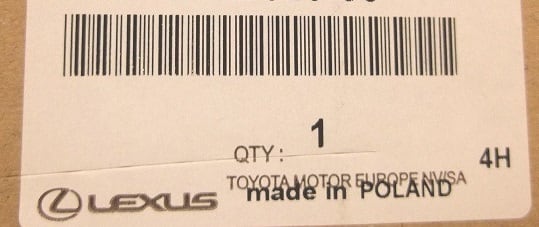 QTY: 1
4H
TOYOTA MOTOR EUROPE NV/SA
made in POLAND
LEXUS